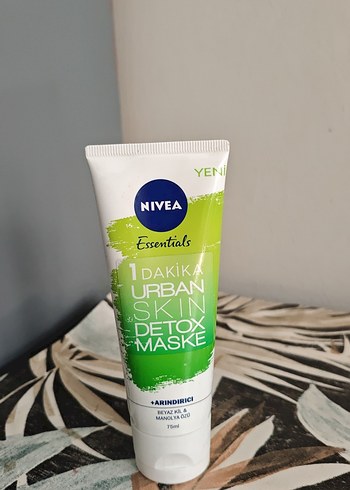 YENİ
NIVEA
Essentials
1 DAKİKA
URBAN
SKIN
DETOX
MASKE
+ARINDIRICI
BEYAZ KİL &
MANOLYA ÖZÜ
75ml